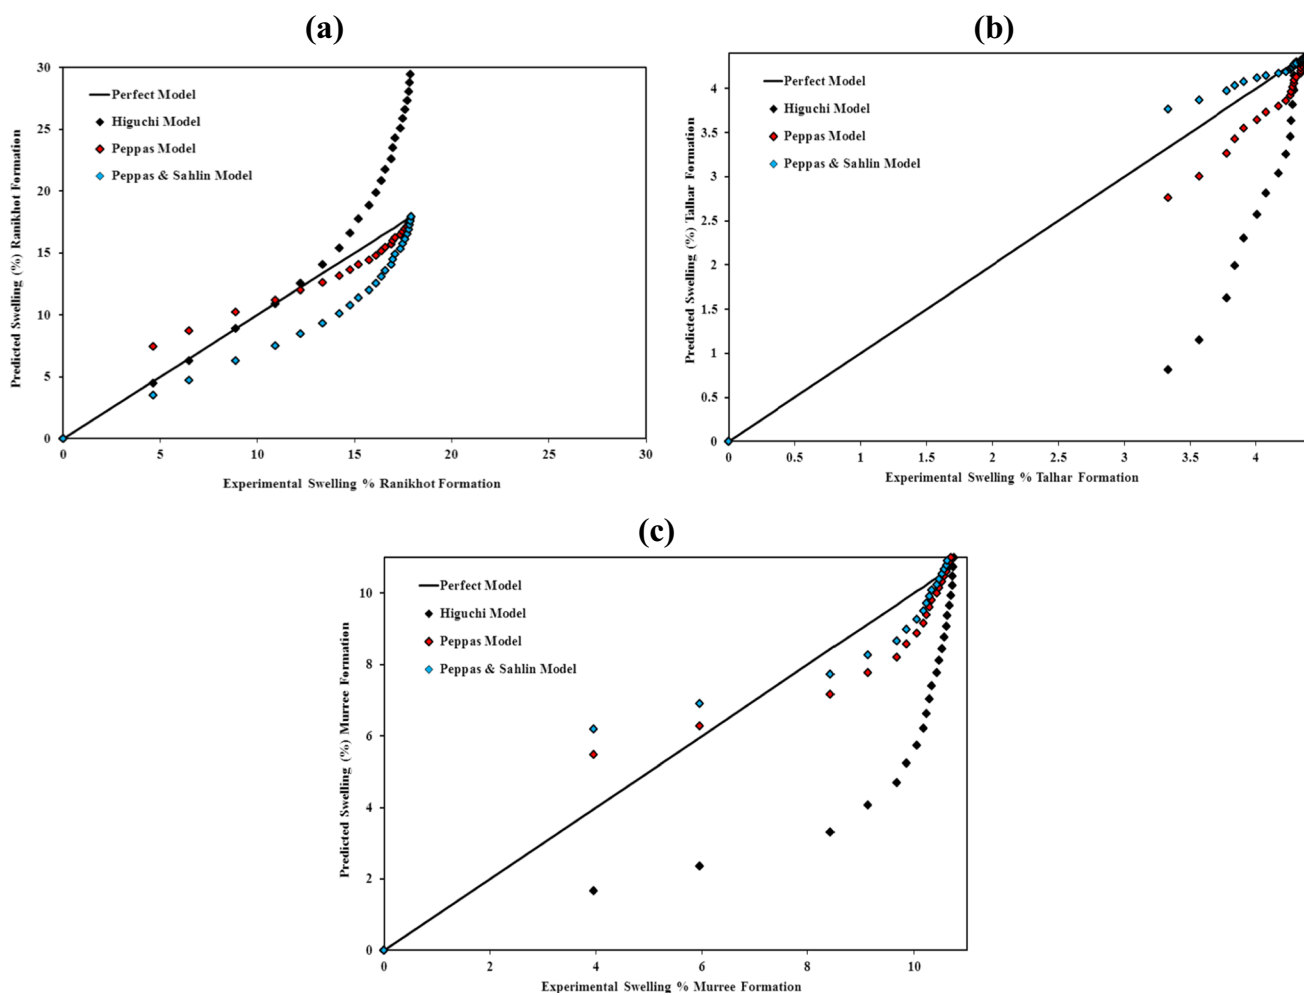 (a)
30
25
20
15
10
5
0
0 5 10 15 20 25 30
Predicted Swelling (%) Ranikhot Formation
Experimental Swelling % Ranikhot Formation
Perfect Model
Higuchi Model
Peppas Model
Peppas & Sahlin Model
(b)
4
3.5
3
2.5
2
1.5
1
0.5
0
0 0.5 1 1.5 2 2.5 3 3.5 4
Predicted Swelling (%) Talhar Formation
Experimental Swelling % Talhar Formation
Perfect Model
Higuchi Model
Peppas Model
Peppas & Sahlin Model
(c)
10
8
6
4
2
0
0 2 4 6 8 10
Predicted Swelling (%) Murree Formation
Experimental Swelling % Murree Formation
Perfect Model
Higuchi Model
Peppas Model
Peppas & Sahlin Model